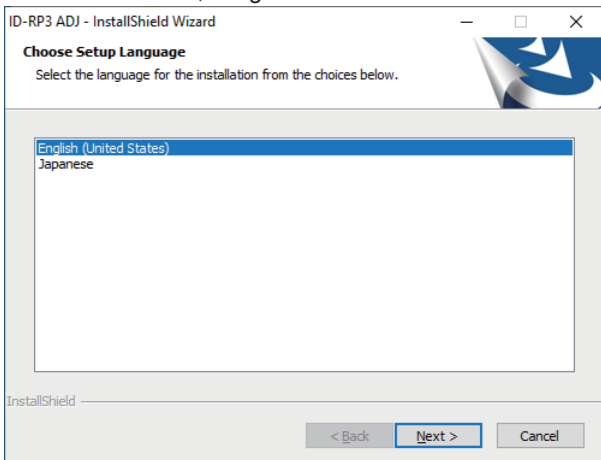 ID-RP3 ADJ - InstallShield Wizard
Choose Setup Language
Select the language for the installation from the choices below.
English (United States)
Japanese
InstallShield
< Back Next > Cancel